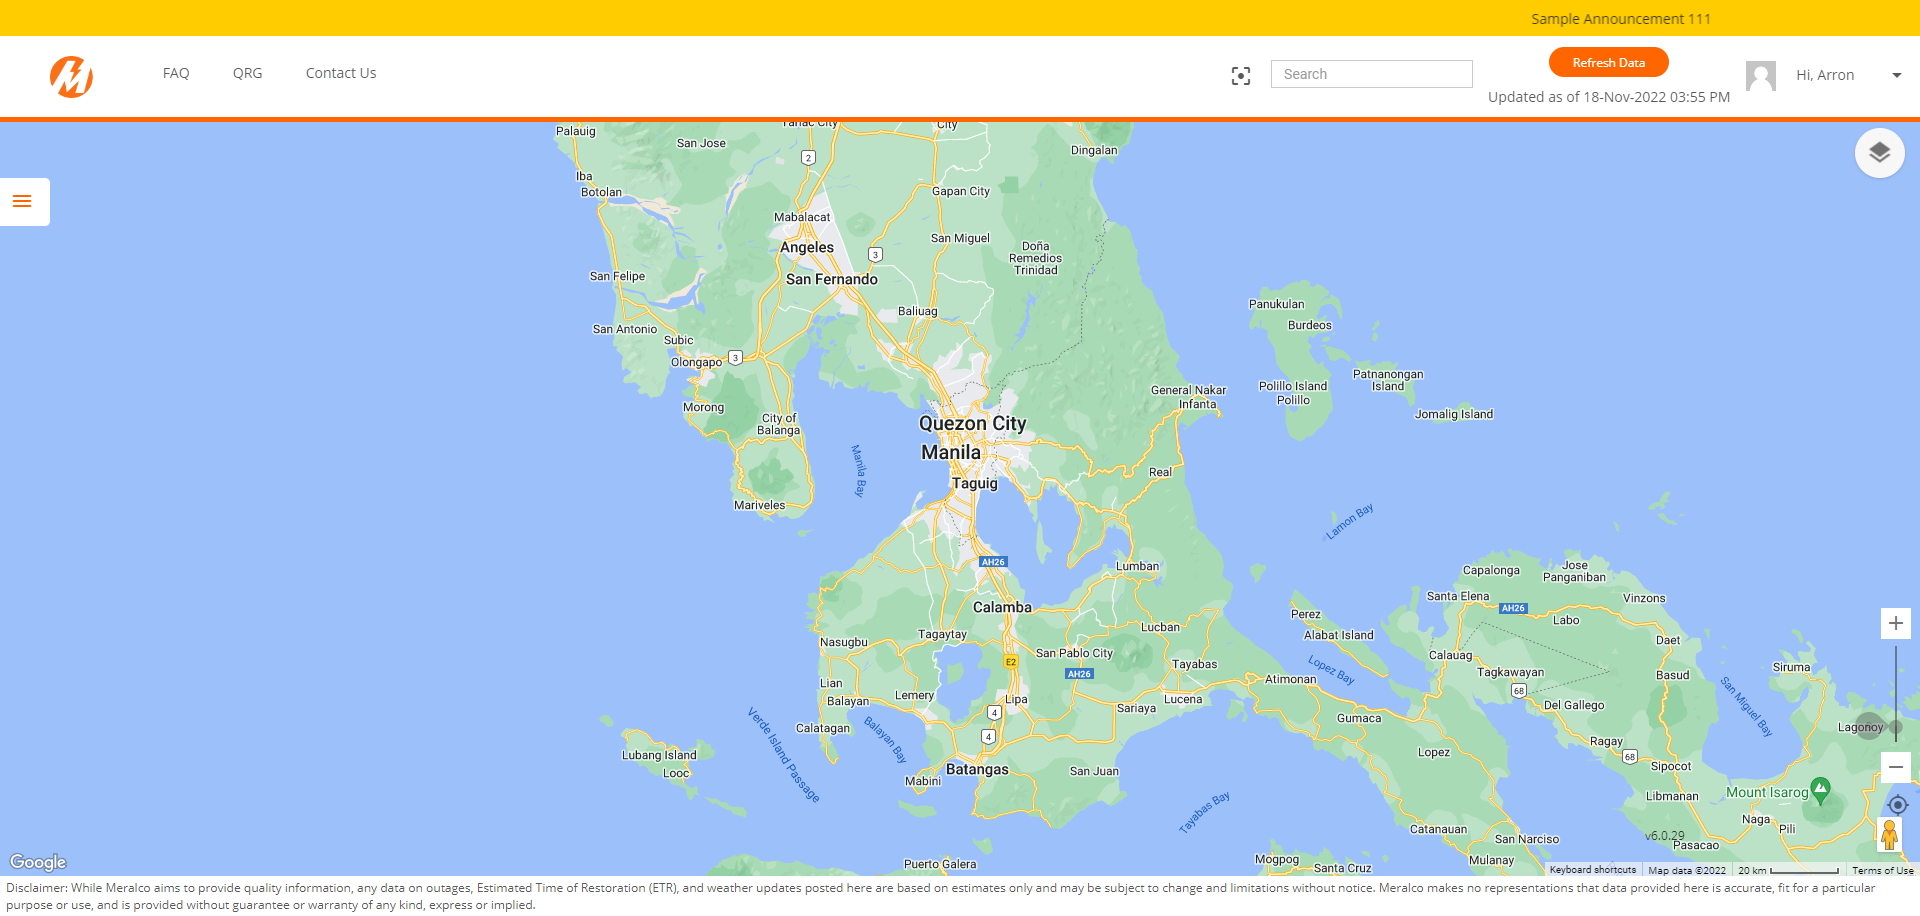 Sample Announcement 111
FAQ
QRG
Contact Us
Search
Refresh Data
Updated as of 18-Nov-2022 03:55 PM
Hi, Arron
Palauig
Tarlac City
City
San Jose
Dingalan
2
Iba
Botolan
Gapan City
Mabalacat
Angeles
San Miguel
Doña
Remedios
Trinidad
3
San Felipe
San Fernando
Panukulan
Baliuag
Burdeos
San Antonio
Subic
Olongapo
3
Patnanongan
Island
Polillo Island
Polillo
General Nakar
Infanta
Morong
City of
Balanga
Jomalig Island
Quezon City
Manila
Manila Bay
Real
Taguig
Mariveles
Lamon Bay
AH26
Lumban
Capalonga
Jose
Panganiban
Santa Elena
Vinzons
AH26
Calamba
Perez
Labo
Lucban
Alabat Island
Nasugbu
Tagaytay
Daet
San Pablo City
Calauag
E2
Tayabas
Lopez Bay
Tagkawayan
Siruma
AH26
Basud
Atimonan
68
Lian
Lemery
Lipa
Balayan
Lucena
Sariaya
Del Gallego
San Miguel Bay
4
Gumaca
Calatagan
Lagonoy
Verde Island Passage
Balayan Bay
4
Ragay
Lopez
68
Lubang Island
Looc
Sipocot
Batangas
San Juan
Mabini
Libmanan
Mount Isarog
Tayabas Bay
Naga
Pili
Catanauan
San Narciso
v6.0.29
Pasacao
Google
Puerto Galera
Mogpog
Santa Cruz
Mulanay
Keyboard shortcuts
Map data ©2022
20 km
Terms of Use
Disclaimer: While Meralco aims to provide quality information, any data on outages, Estimated Time of Restoration (ETR), and weather updates posted here are based on estimates only and may be subject to change and limitations without notice. Meralco makes no representations that data provided here is accurate, fit for a particular
purpose or use, and is provided without guarantee or warranty of any kind, express or implied.